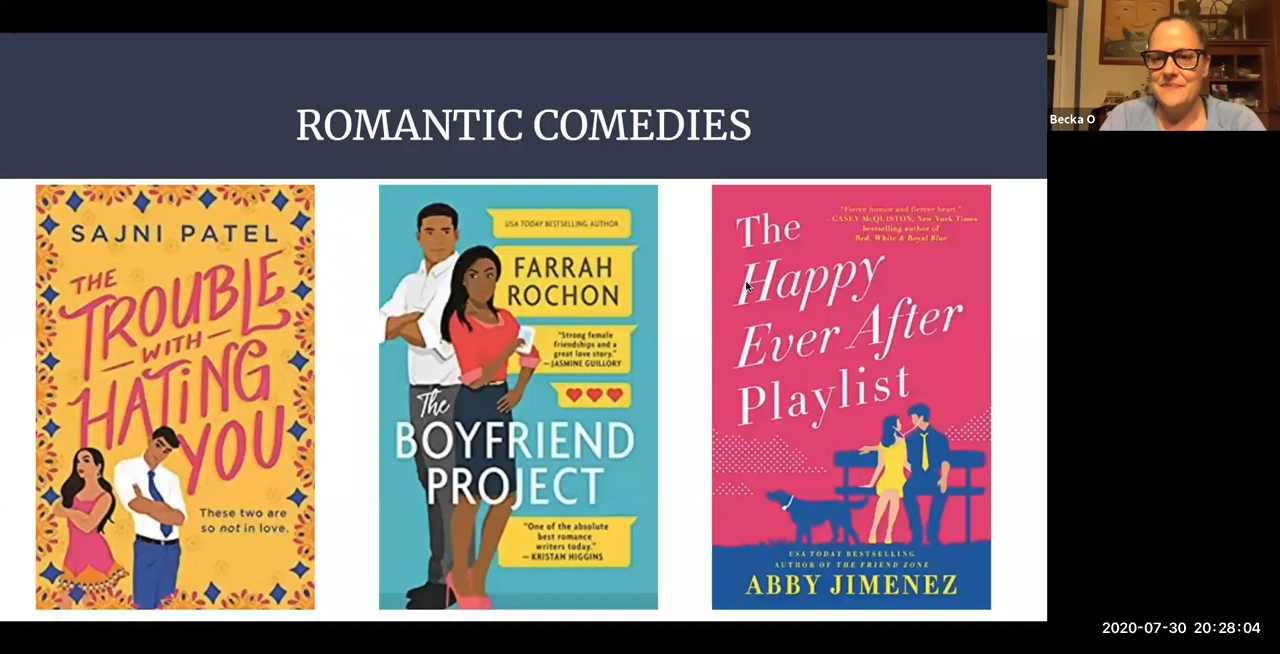 ROMANTIC COMEDIES
SAJNI PATEL
THE
TROUBLE
WITH
HATING
YOU
These two are
so not in love.
USA TODAY BESTSELLING AUTHOR
FARRAH
ROCHON
"Strong female
friendships and a
great love story."
— JASMINE GUILLORY
The
BOYFRIEND
PROJECT
"One of the absolute
best romance
writers today."
— KRISTAN HIGGINS
"Fierce humor and fiercer heart."
- CASEY McQUISTON, New York Times
bestselling author of
Red, White & Royal Blue
The
Happy
Ever After
Playlist
USA TODAY BESTSELLING
AUTHOR OF THE FRIEND ZONE
ABBY JIMENEZ
Becka O
2020-07-30 20:28:04